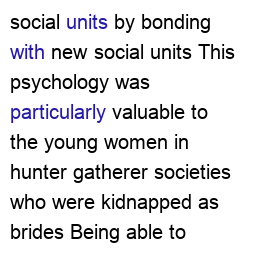 social units by bonding
with new social units This
psychology was
particularly valuable to
the young women in
hunter gatherer societies
who were kidnapped as
brides Being able to